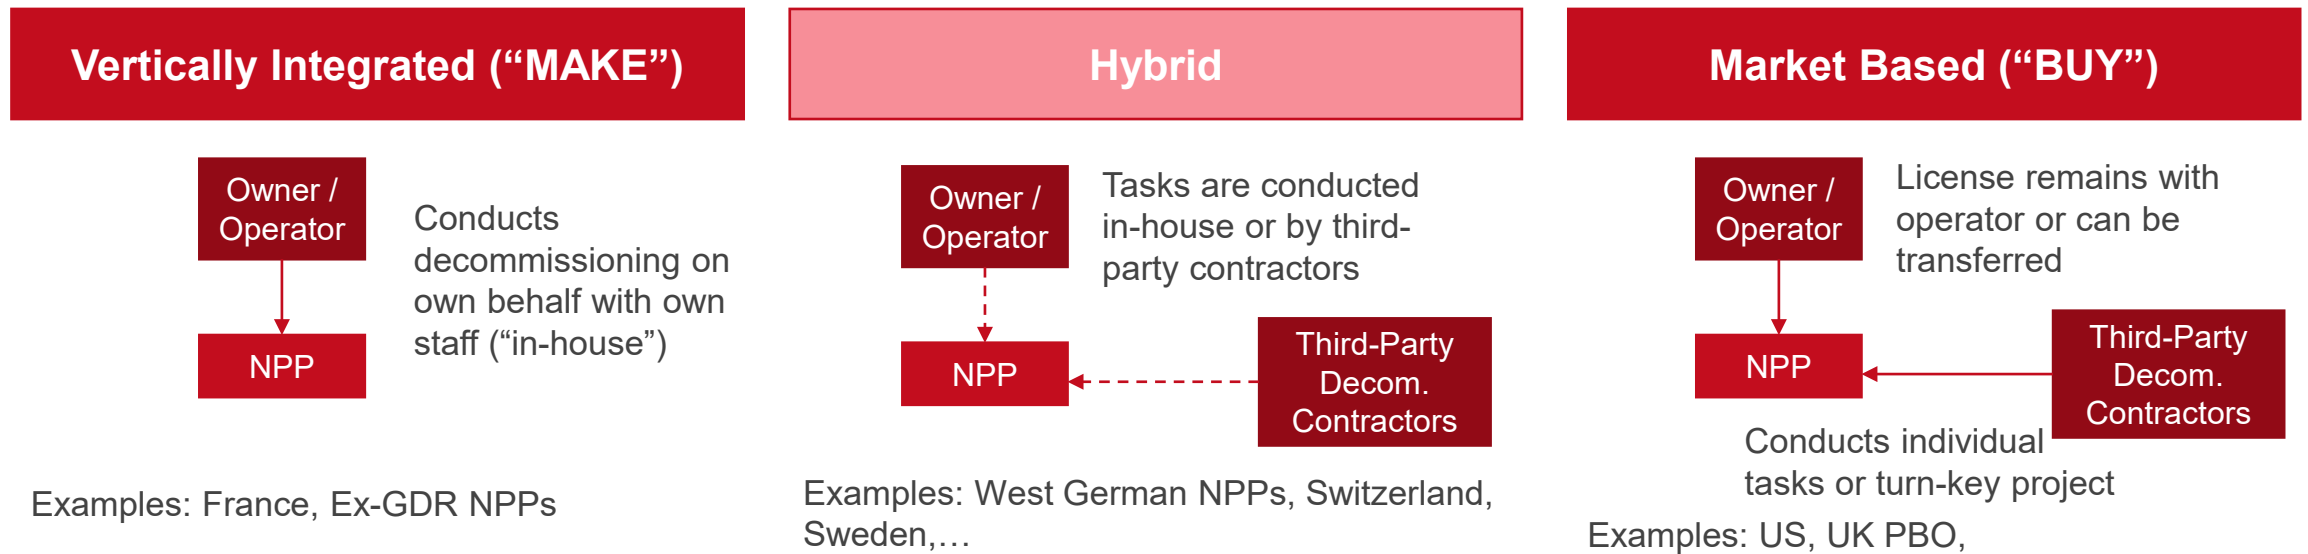 Vertically Integrated (“MAKE”)
Owner /
Operator
Conducts
decommissioning on
own behalf with own
staff (“in-house”)
NPP
Examples: France, Ex-GDR NPPs
Hybrid
Owner /
Operator
Tasks are conducted
in-house or by third-
party contractors
NPP
Third-Party
Decom.
Contractors
Examples: West German NPPs, Switzerland,
Sweden,…
Market Based (“BUY”)
Owner /
Operator
License remains with
operator or can be
transferred
NPP
Third-Party
Decom.
Contractors
Conducts individual
tasks or turn-key project
Examples: US, UK PBO,